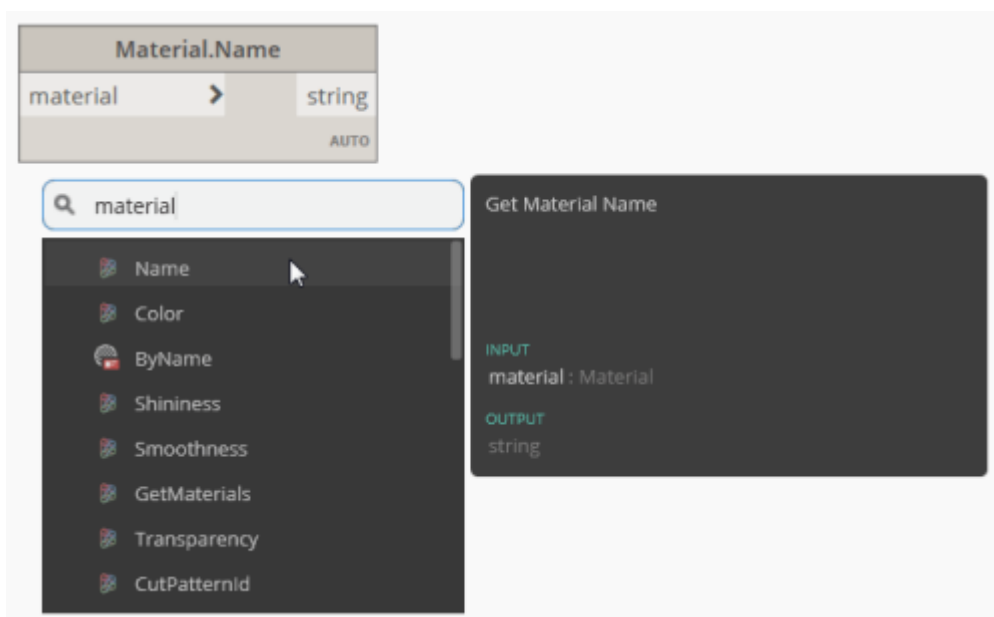 Material.Name
material > string
AUTO
material
Name
Color
ByName
Shininess
Smoothness
GetMaterials
Transparency
CutPatternId
Get Material Name
INPUT
material : Material
OUTPUT
string